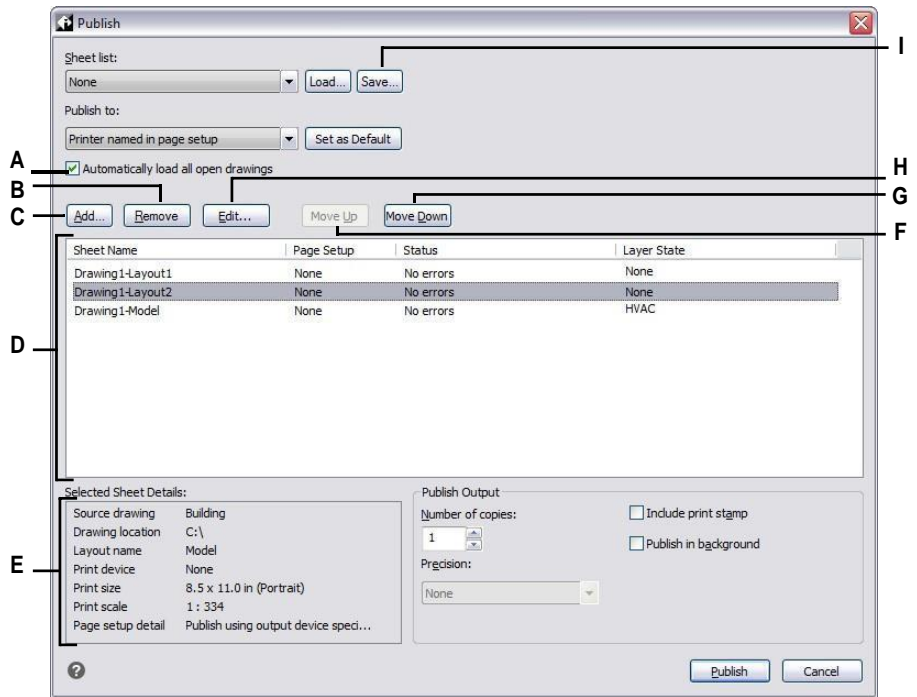 Publish
I
Sheet list:
None Load... Save...
Publish to:
Printer named in page setup Set as Default
A Automatically load all open drawings
B H
G
C Add... Remove Edit... Move Up Move Down
F
Sheet Name Page Setup Status Layer State
Drawing1-Layout1 None No errors None
Drawing1-Layout2 None No errors None
Drawing1-Model None No errors HVAC
D
Selected Sheet Details:
Source drawing Building
Drawing location C:\
Layout name Model
E Print device None
Print size 8.5 x 11.0 in (Portrait)
Print scale 1 : 334
Page setup detail Publish using output device speci...
Publish Output
Number of copies:
1
Precision:
None
Include print stamp
Publish in background
?
Publish Cancel